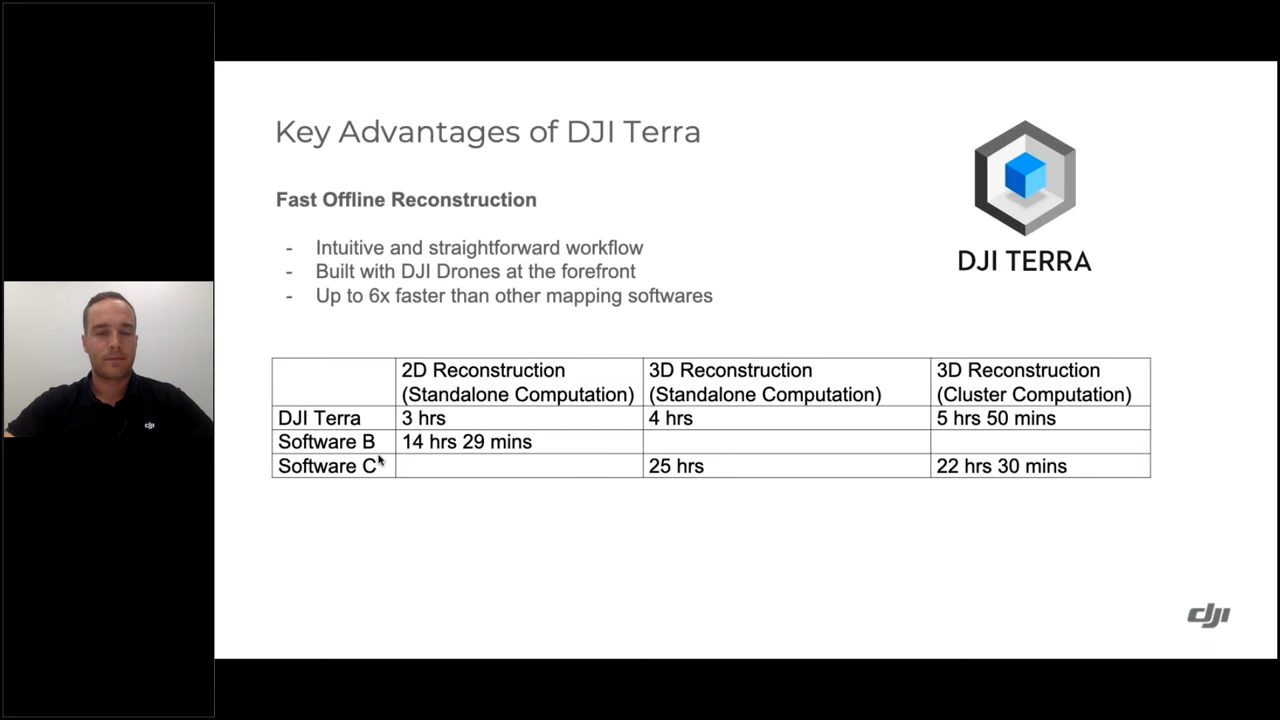 Key Advantages of DJI Terra
Fast Offline Reconstruction
- Intuitive and straightforward workflow
- Built with DJI Drones at the forefront
- Up to 6x faster than other mapping softwares
DJI TERRA
2D Reconstruction (Standalone Computation) 3D Reconstruction (Standalone Computation) 3D Reconstruction (Cluster Computation)
DJI Terra 3 hrs 4 hrs 5 hrs 50 mins
Software B 14 hrs 29 mins
Software C 25 hrs 22 hrs 30 mins
dji
dji